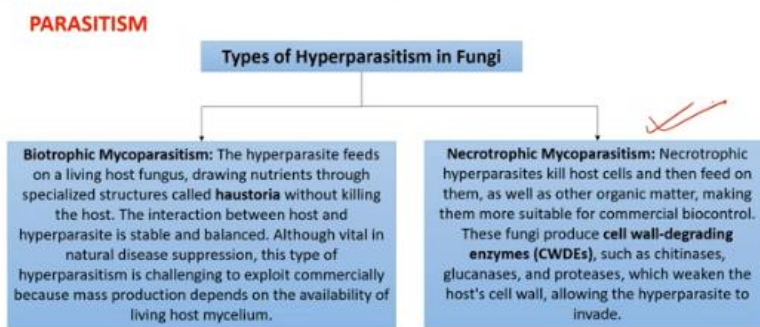 PARASITISM
Types of Hyperparasitism in Fungi
Biotrophic Mycoparasitism: The hyperparasite feeds
on a living host fungus, drawing nutrients through
specialized structures called haustoria without killing
the host. The interaction between host and
hyperparasite is stable and balanced. Although vital in
natural disease suppression, this type of
hyperparasitism is challenging to exploit commercially
because mass production depends on the availability of
living host mycelium.
Necrotrophic Mycoparasitism: Necrotrophic
hyperparasites kill host cells and then feed on
them, as well as other organic matter, making
them more suitable for commercial biocontrol.
These fungi produce cell wall-degrading
enzymes (CWDEs), such as chitinases,
glucanases, and proteases, which weaken the
host's cell wall, allowing the hyperparasite to
invade.